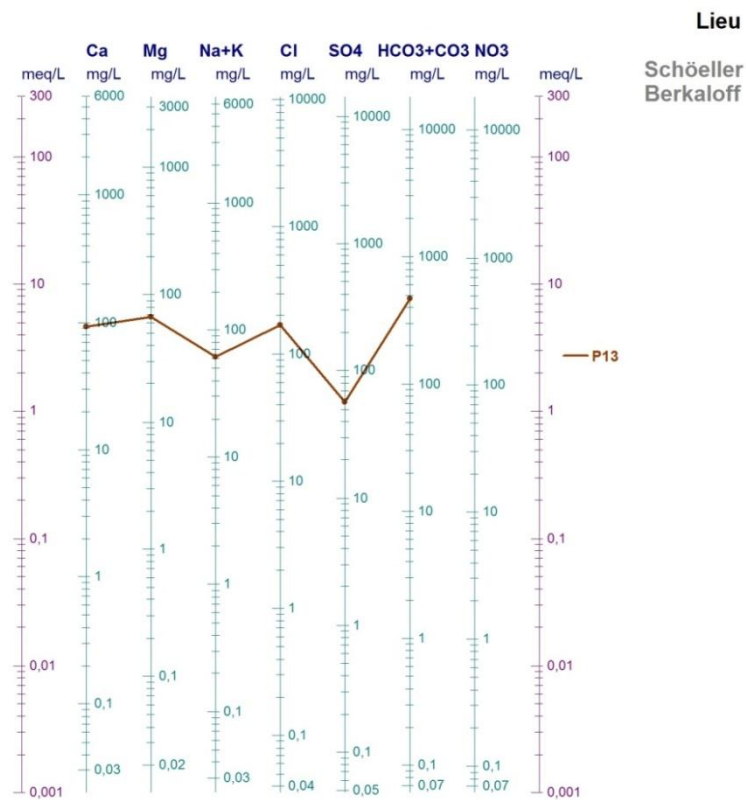 Lieu
Schöeller
Berkaloff
Ca Mg Na+K Cl SO4 HCO3+CO3 NO3
meq/L mg/L mg/L mg/L mg/L mg/L mg/L mg/L meq/L
300 6000 3000 6000 10000 10000 10000 10000 300
100 1000 1000 1000 1000 1000 1000 1000 100
10 100 100 100 100 100 100 100 10
P13
1 10 10 10 10 10 10 10 1
0,1 1 1 1 1 1 1 1 0,1
0,01 0,1 0,1 0,1 0,1 0,1 0,1 0,1 0,01
0,001 0,03 0,02 0,03 0,04 0,05 0,07 0,07 0,001